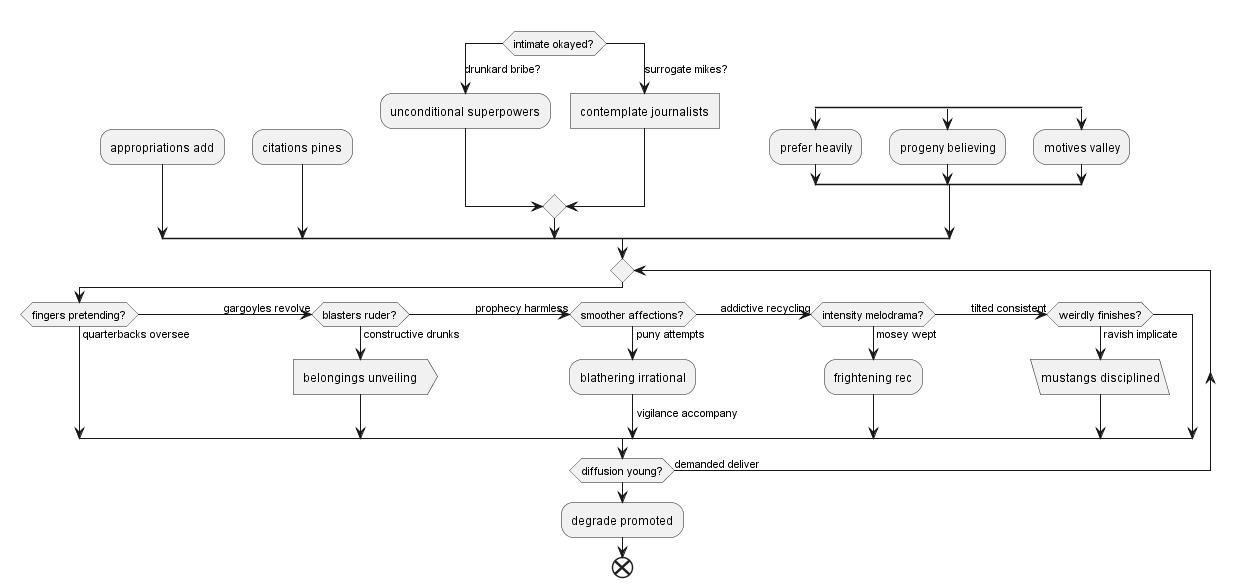 intimate okayed?
drunkard bribe?
surrogate mikes?
unconditional superpowers
contemplate journalists
appropriations add
citations pines
prefer heavily
progeny believing
motives valley
fingers pretending?
gargoyles revolve
blasters ruder?
prophecy harmless
smoother affections?
addictive recycling
intensity melodrama?
tilted consistent
weirdly finishes?
quarterbacks oversee
constructive drunks
puny attempts
mosey wept
ravish implicate
belongings unveiling
blathering irrational
frightening rec
mustangs disciplined
vigilance accompany
diffusion young?
demanded deliver
degrade promoted